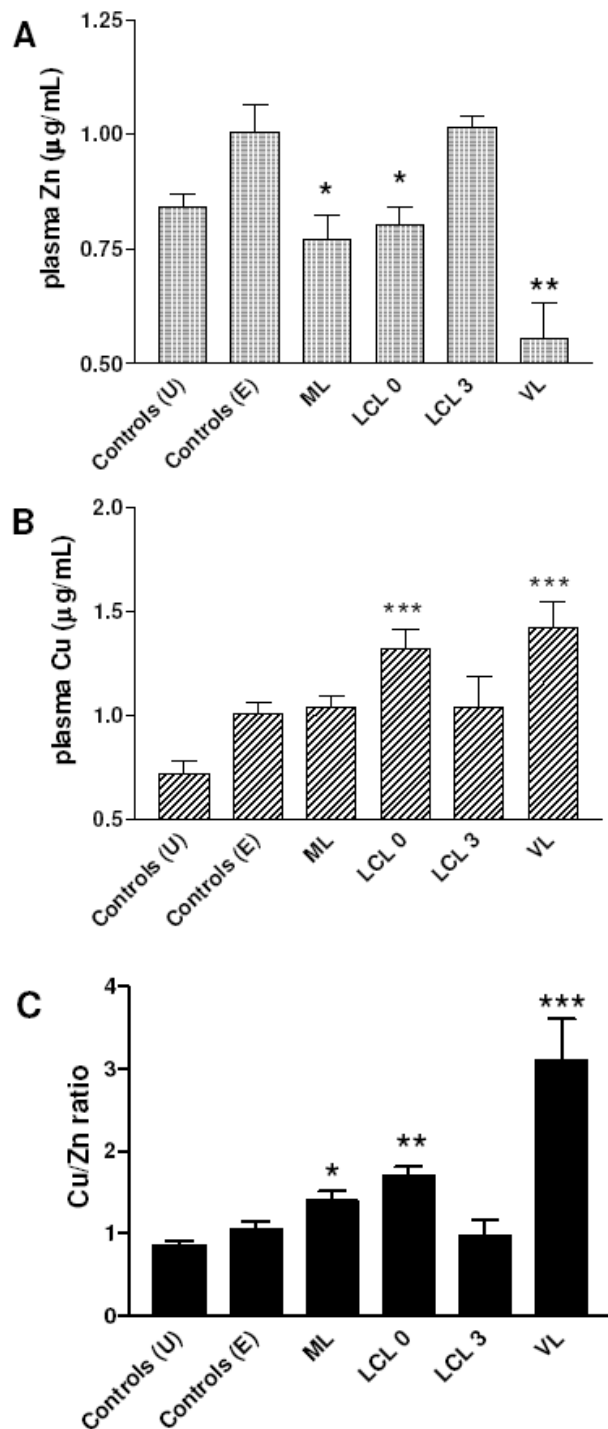 A
plasma Zn (µg/mL)
1.25
1.00
0.75
0.50
* * **
Controls (U) Controls (E) ML LCL 0 LCL 3 VL
B
plasma Cu (µg/mL)
2.0
1.5
1.0
0.5
*** ***
Controls (U) Controls (E) ML LCL 0 LCL 3 VL
C
Cu/Zn ratio
4
3
2
1
0
* ** ***
Controls (U) Controls (E) ML LCL 0 LCL 3 VL